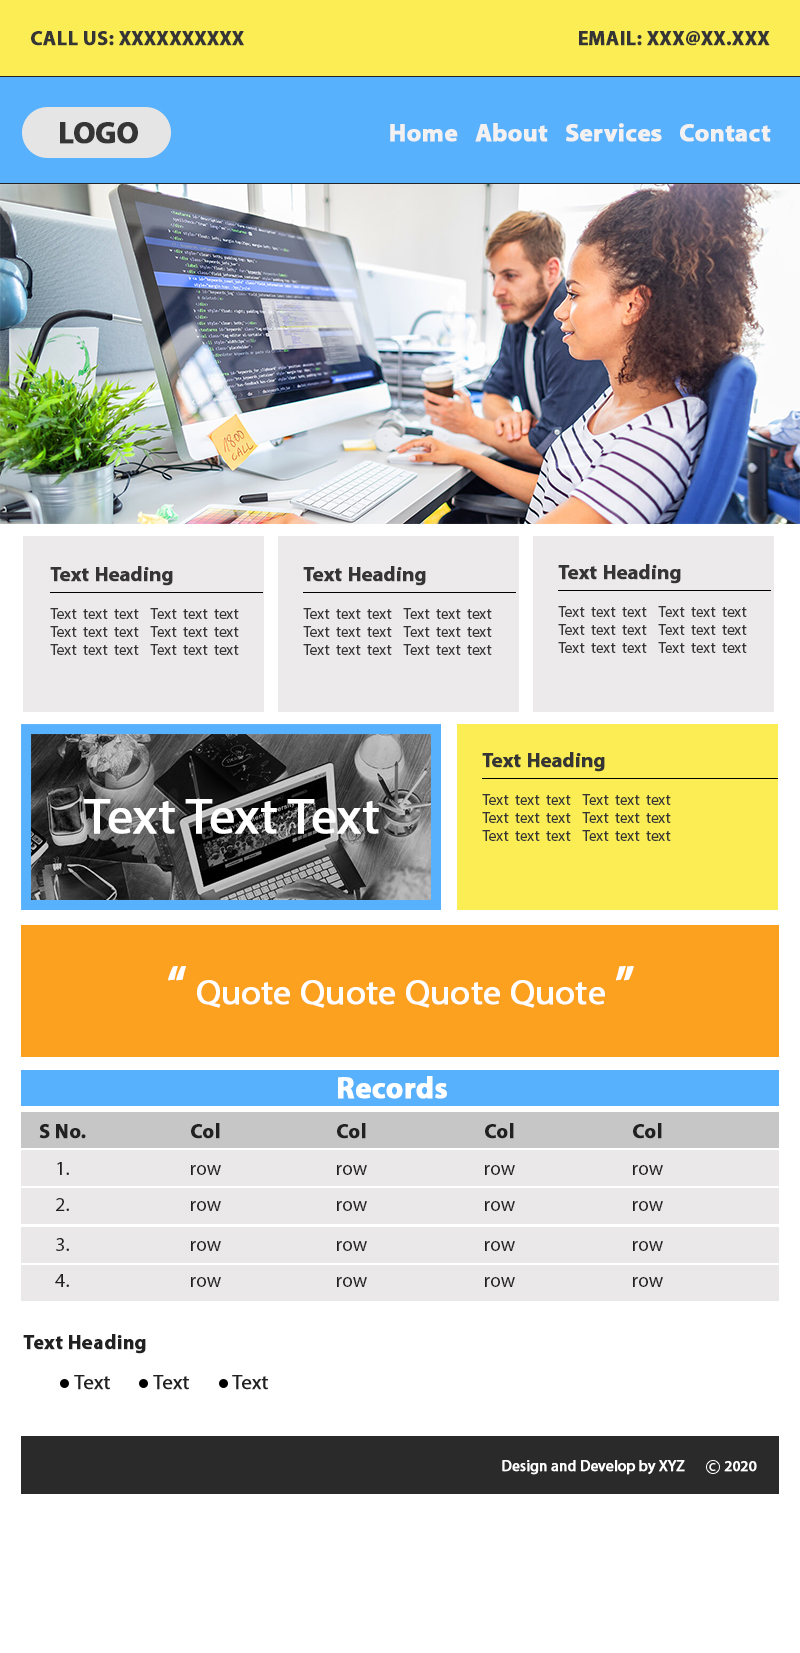 CALL US: XXXXXXXXXX EMAIL: XXX@XX.XXX
LOGO Home About Services Contact
18:00
CALL
Text Heading
Text text text Text text text
Text text text Text text text
Text text text Text text text
Text Heading
Text text text Text text text
Text text text Text text text
Text text text Text text text
Text Heading
Text text text Text text text
Text text text Text text text
Text text text Text text text
Text Text Text
Text Heading
Text text text Text text text
Text text text Text text text
Text text text Text text text
“ Quote Quote Quote Quote ”
Records
S No. Col Col Col Col
1. row row row row
2. row row row row
3. row row row row
4. row row row row
Text Heading
• Text • Text • Text
Design and Develop by XYZ © 2020